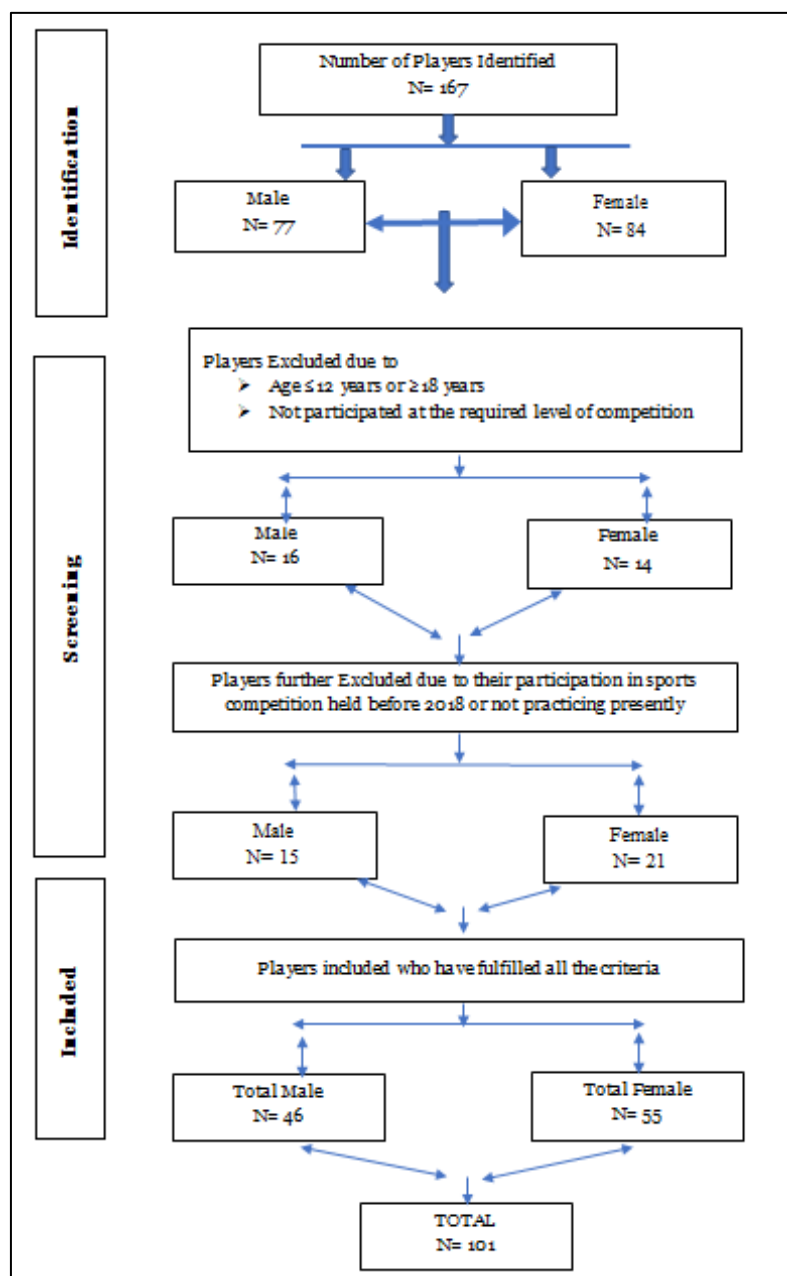 Identification
Number of Players Identified
N= 167
Male
N= 77
Female
N= 84
Screening
Players Excluded due to
➤ Age ≤ 12 years or ≥ 18 years
➤ Not participated at the required level of competition
Male
N= 16
Female
N= 14
Players further Excluded due to their participation in sports
competition held before 2018 or not practicing presently
Male
N= 15
Female
N= 21
Included
Players included who have fulfilled all the criteria
Total Male
N= 46
Total Female
N= 55
TOTAL
N= 101